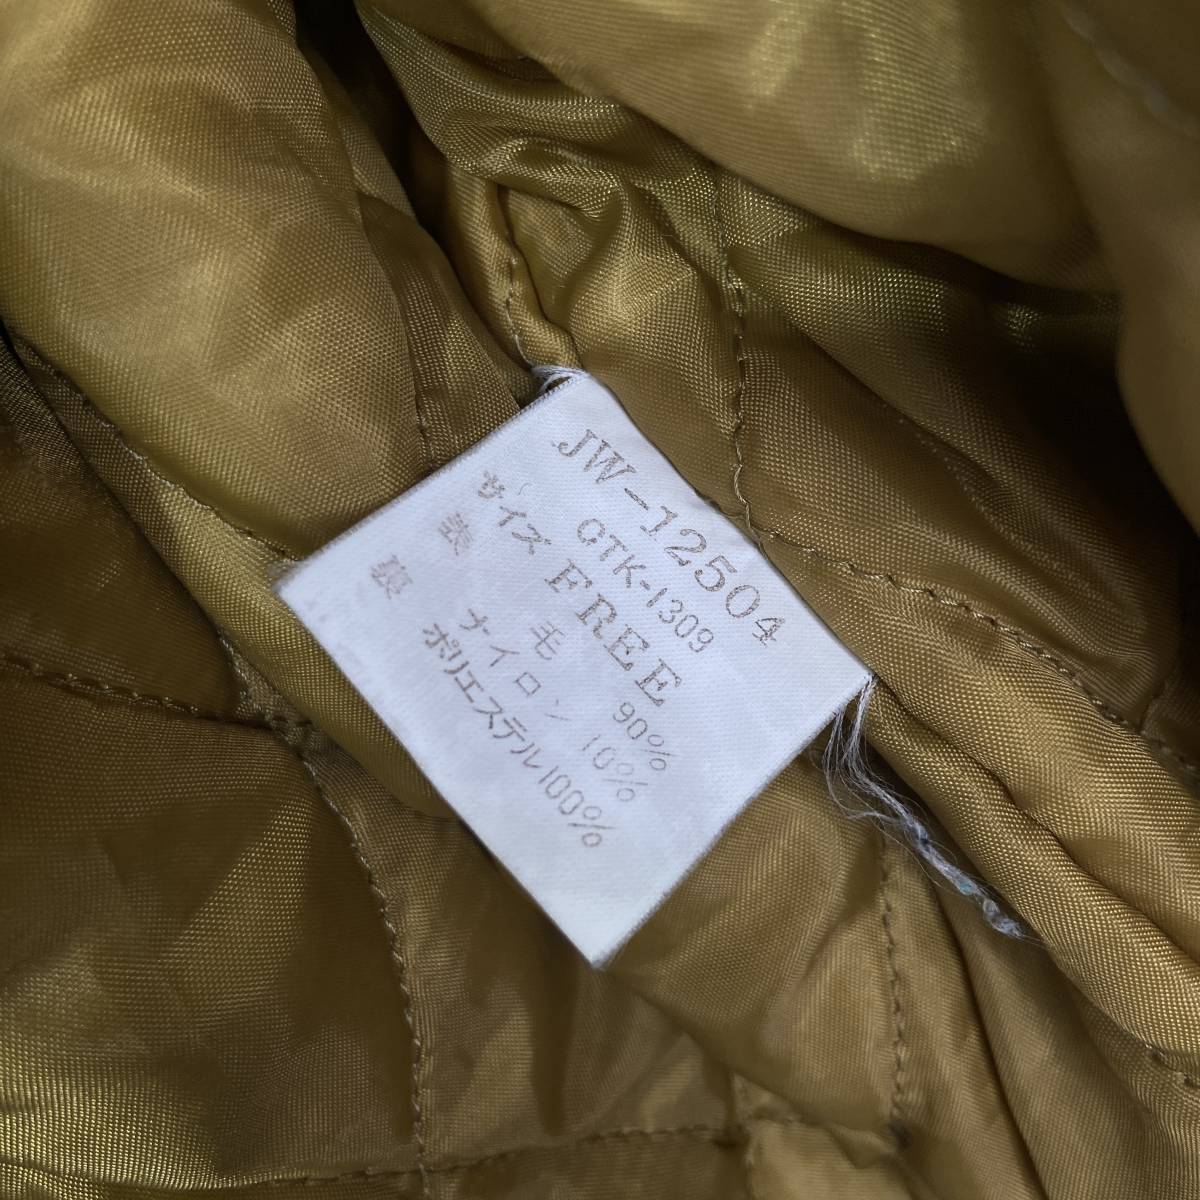 JW-12504
GTK-1309
サイズ FREE
表 毛 90%
ナイロン 10%
裏 ポリエステル100%